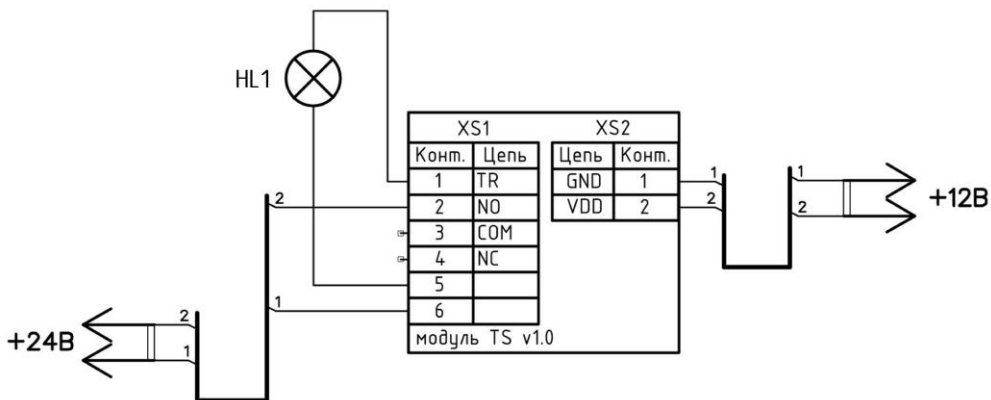 HL1
XS1 XS2
Конт. Цепь Цепь Конт.
1 TR GND 1 1 1
2 2 NO VDD 2 2 2
+12В
3 COM
4 NC
5
1 6
модуль TS v1.0
2
+24В
1